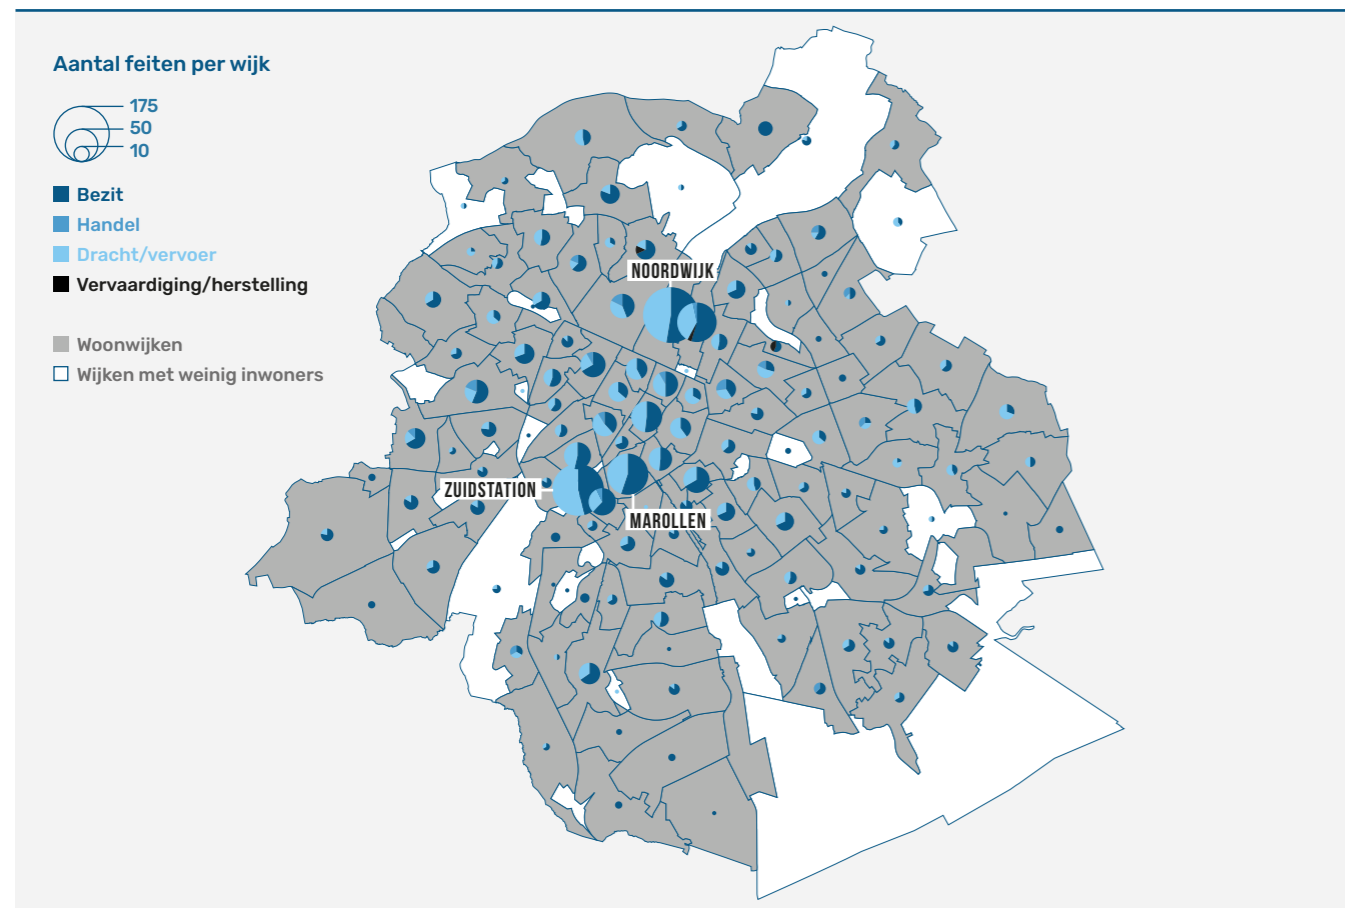 Aantal feiten per wijk
175
50
10
Bezit
Handel
Dracht/vervoer
Vervaardiging/herstelling
Woonwijken
Wijken met weinig inwoners
NOORDWIJK
ZUIDSTATION
MAROLLEN